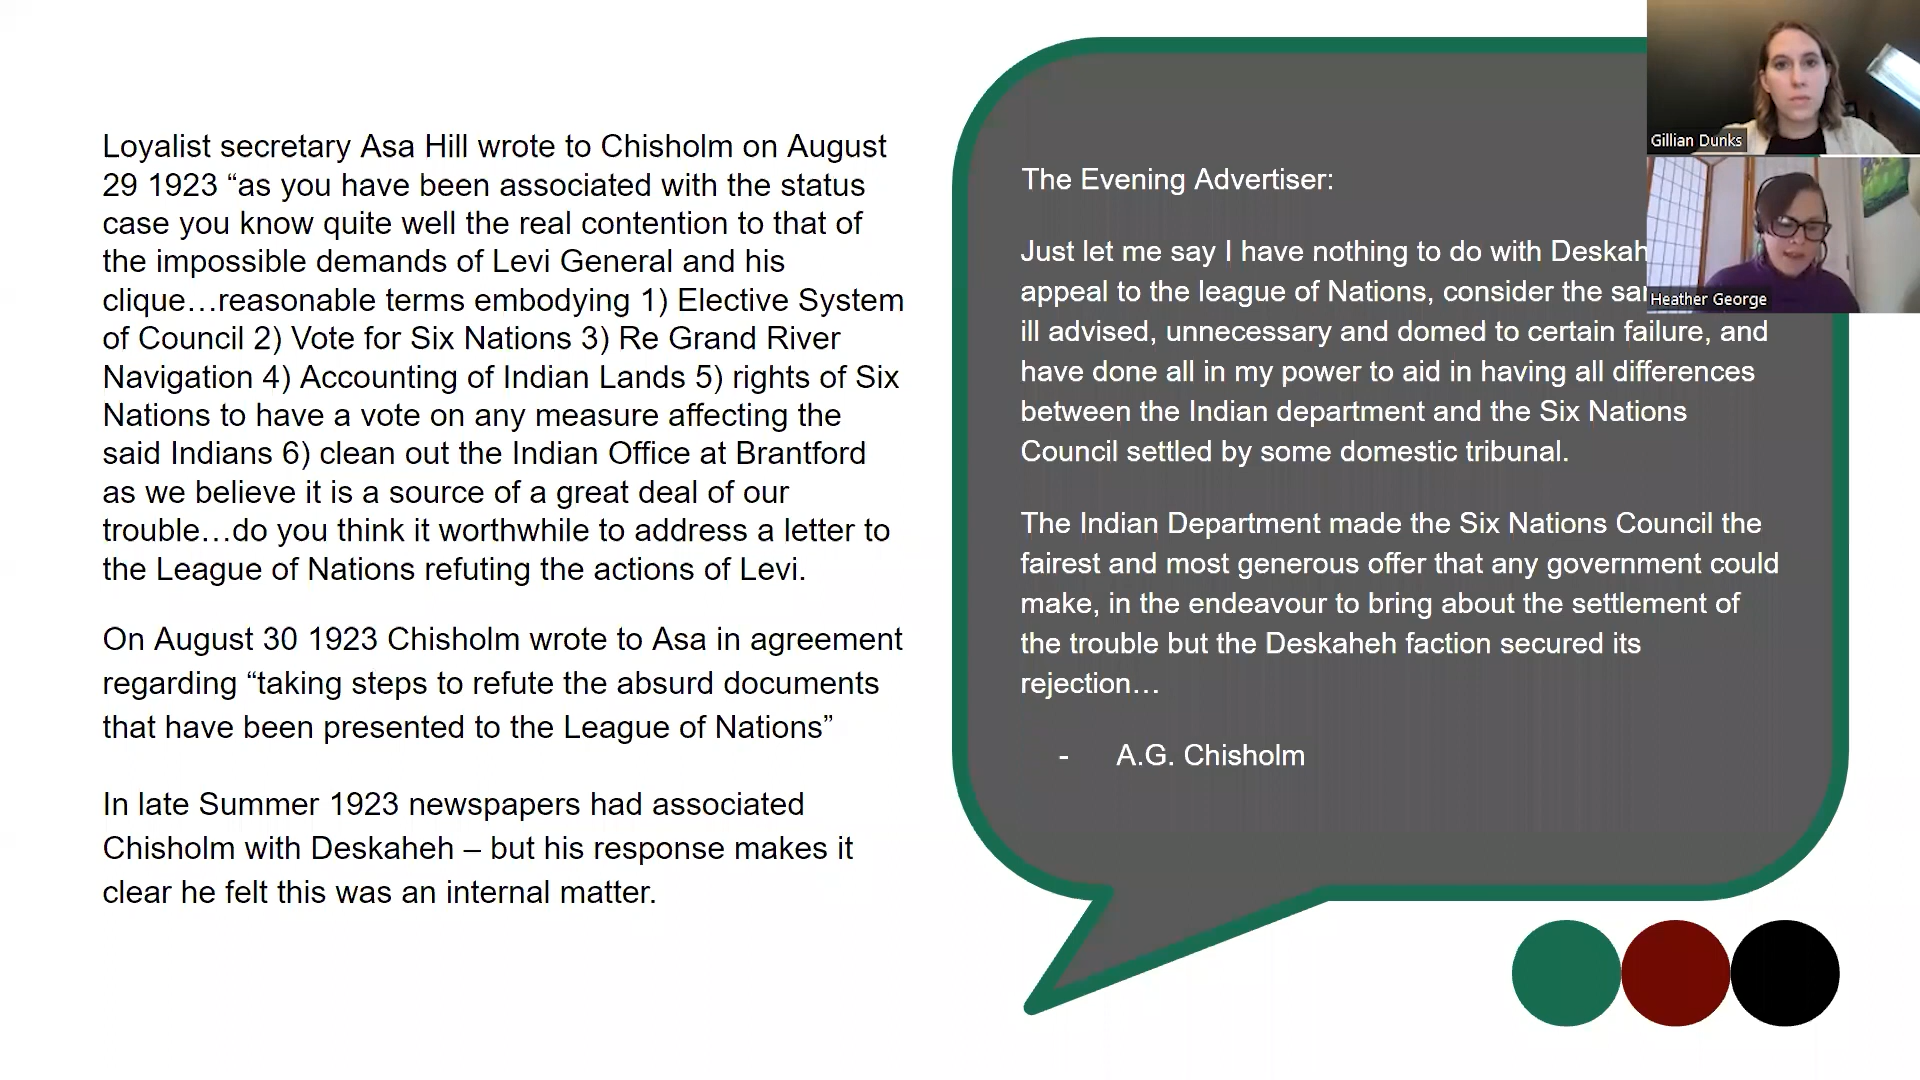 Loyalist secretary Asa Hill wrote to Chisholm on August
29 1923 “as you have been associated with the status
case you know quite well the real contention to that of
the impossible demands of Levi General and his
clique…reasonable terms embodying 1) Elective System
of Council 2) Vote for Six Nations 3) Re Grand River
Navigation 4) Accounting of Indian Lands 5) rights of Six
Nations to have a vote on any measure affecting the
said Indians 6) clean out the Indian Office at Brantford
as we believe it is a source of a great deal of our
trouble…do you think it worthwhile to address a letter to
the League of Nations refuting the actions of Levi.
On August 30 1923 Chisholm wrote to Asa in agreement
regarding “taking steps to refute the absurd documents
that have been presented to the League of Nations”
In late Summer 1923 newspapers had associated
Chisholm with Deskaheh – but his response makes it
clear he felt this was an internal matter.
The Evening Advertiser:
Just let me say I have nothing to do with
appeal to the league of Nations, consider the
ill advised, unnecessary and domed to certain failure, and
have done all in my power to aid in having all differences
between the Indian department and the Six Nations
Council settled by some domestic tribunal.
The Indian Department made the Six Nations Council the
fairest and most generous offer that any government could
make, in the endeavour to bring about the settlement of
the trouble but the Deskaheh faction secured its
rejection…
- A.G. Chisholm
Gillian Dunks
Heather George